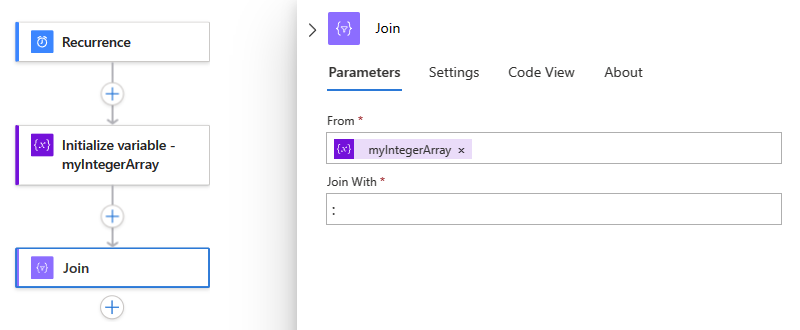 Recurrence
Initialize variable -
myIntegerArray
Join
Join
Parameters
Settings
Code View
About
From *
{x} myIntegerArray ×
Join With *
: